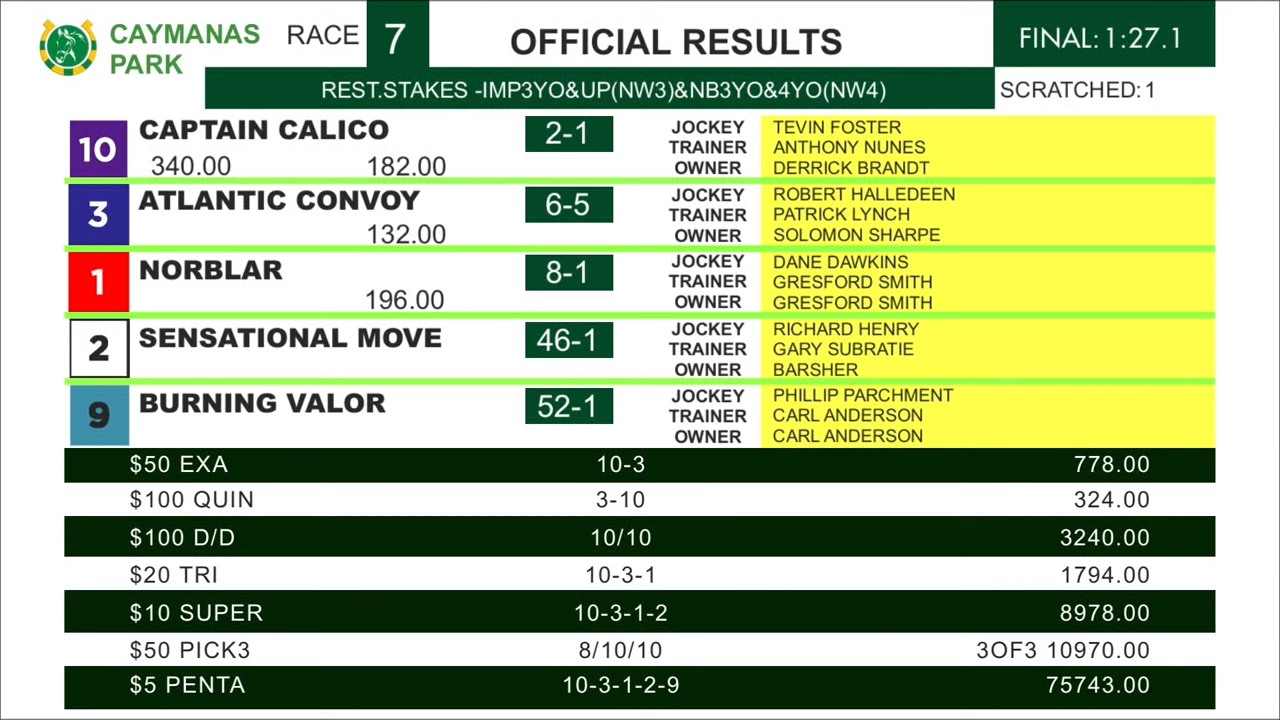 CAYMANAS PARK
RACE 7
OFFICIAL RESULTS
FINAL: 1:27.1
REST.STAKES -IMP3YO&UP(NW3)&NB3YO&4YO(NW4)
SCRATCHED: 1
10 CAPTAIN CALICO 2-1 JOCKEY TEVIN FOSTER
TRAINER ANTHONY NUNES
340.00 182.00 OWNER DERRICK BRANDT
3 ATLANTIC CONVOY 6-5 JOCKEY ROBERT HALLEDEEN
TRAINER PATRICK LYNCH
132.00 OWNER SOLOMON SHARPE
1 NORBLAR 8-1 JOCKEY DANE DAWKINS
TRAINER GRESFORD SMITH
196.00 OWNER GRESFORD SMITH
2 SENSATIONAL MOVE 46-1 JOCKEY RICHARD HENRY
TRAINER GARY SUBRATIE
OWNER BARSHER
9 BURNING VALOR 52-1 JOCKEY PHILLIP PARCHMENT
TRAINER CARL ANDERSON
OWNER CARL ANDERSON
$50 EXA 10-3 778.00
$100 QUIN 3-10 324.00
$100 D/D 10/10 3240.00
$20 TRI 10-3-1 1794.00
$10 SUPER 10-3-1-2 8978.00
$50 PICK3 8/10/10 3OF3 10970.00
$5 PENTA 10-3-1-2-9 75743.00